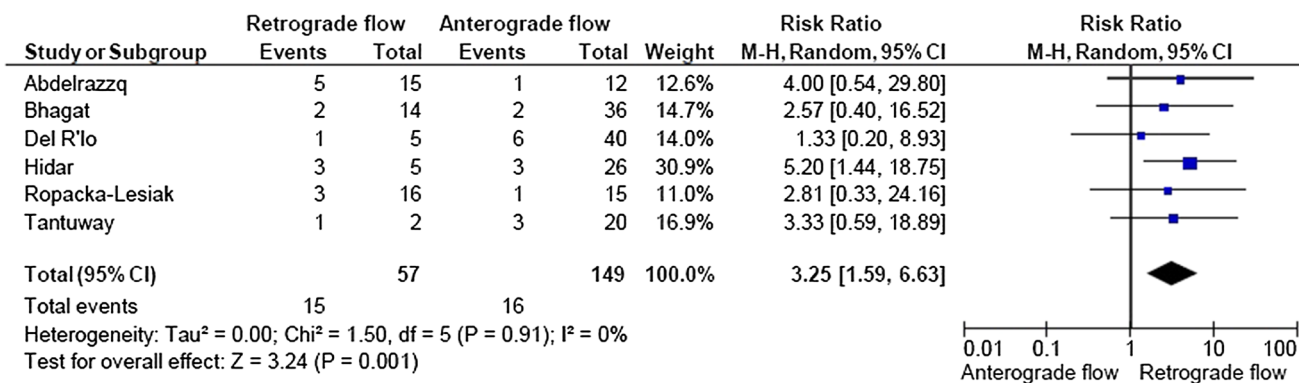 Retrograde flow Anterograde flow Risk Ratio Risk Ratio
Study or Subgroup Events Total Events Total Weight M-H, Random, 95% CI M-H, Random, 95% CI
Abdelrazzq 5 15 1 12 12.6% 4.00 [0.54, 29.80]
Bhagat 2 14 2 36 14.7% 2.57 [0.40, 16.52]
Del R'lo 1 5 6 40 14.0% 1.33 [0.20, 8.93]
Hidar 3 5 3 26 30.9% 5.20 [1.44, 18.75]
Ropacka-Lesiak 3 16 1 15 11.0% 2.81 [0.33, 24.16]
Tantuway 1 2 3 20 16.9% 3.33 [0.59, 18.89]
Total (95% CI) 57 149 100.0% 3.25 [1.59, 6.63]
Total events 15 16
Heterogeneity: Tau² = 0.00; Chi² = 1.50, df = 5 (P = 0.91); I² = 0%
Test for overall effect: Z = 3.24 (P = 0.001)
0.01 0.1 1 10 100
Anterograde flow Retrograde flow